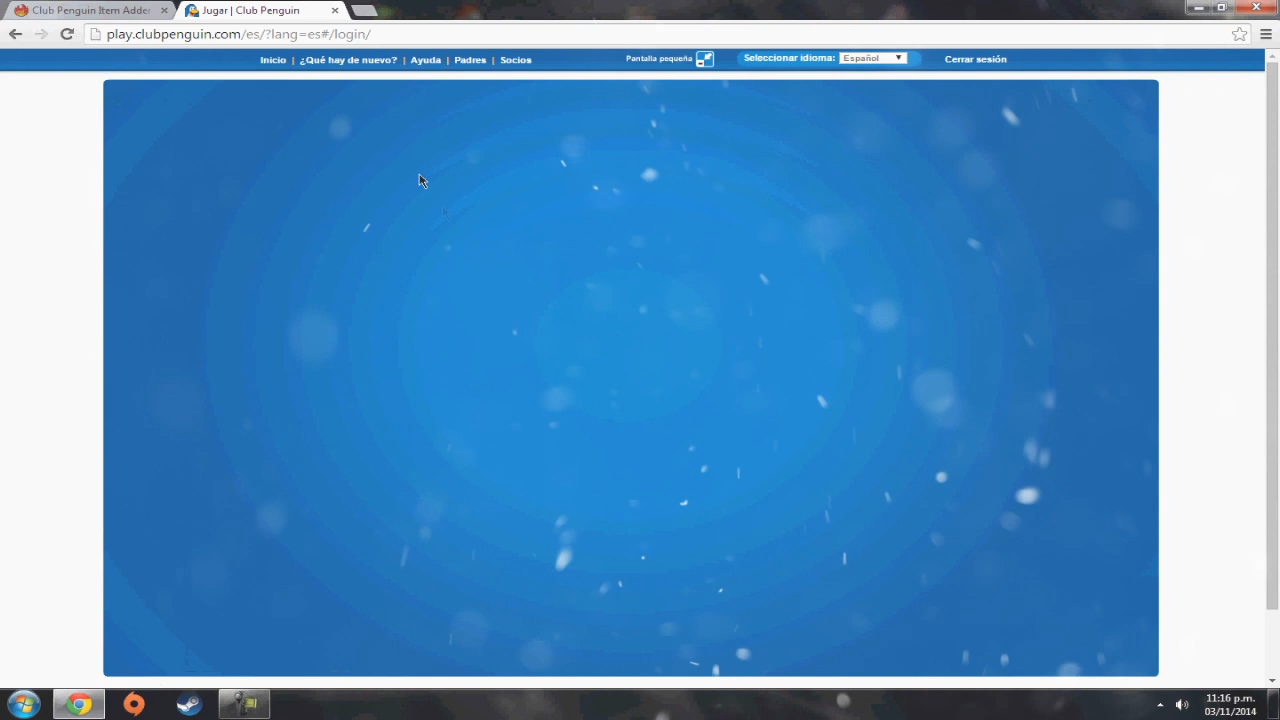 Club Penguin Item Adder
Jugar | Club Penguin
play.clubpenguin.com/es/?lang=es#/login/
Inicio | ¿Qué hay de nuevo? | Ayuda | Padres | Socios
Pantalla pequeña
Seleccionar idioma: Español
Cerrar sesión
11:16 p.m.
03/11/2014